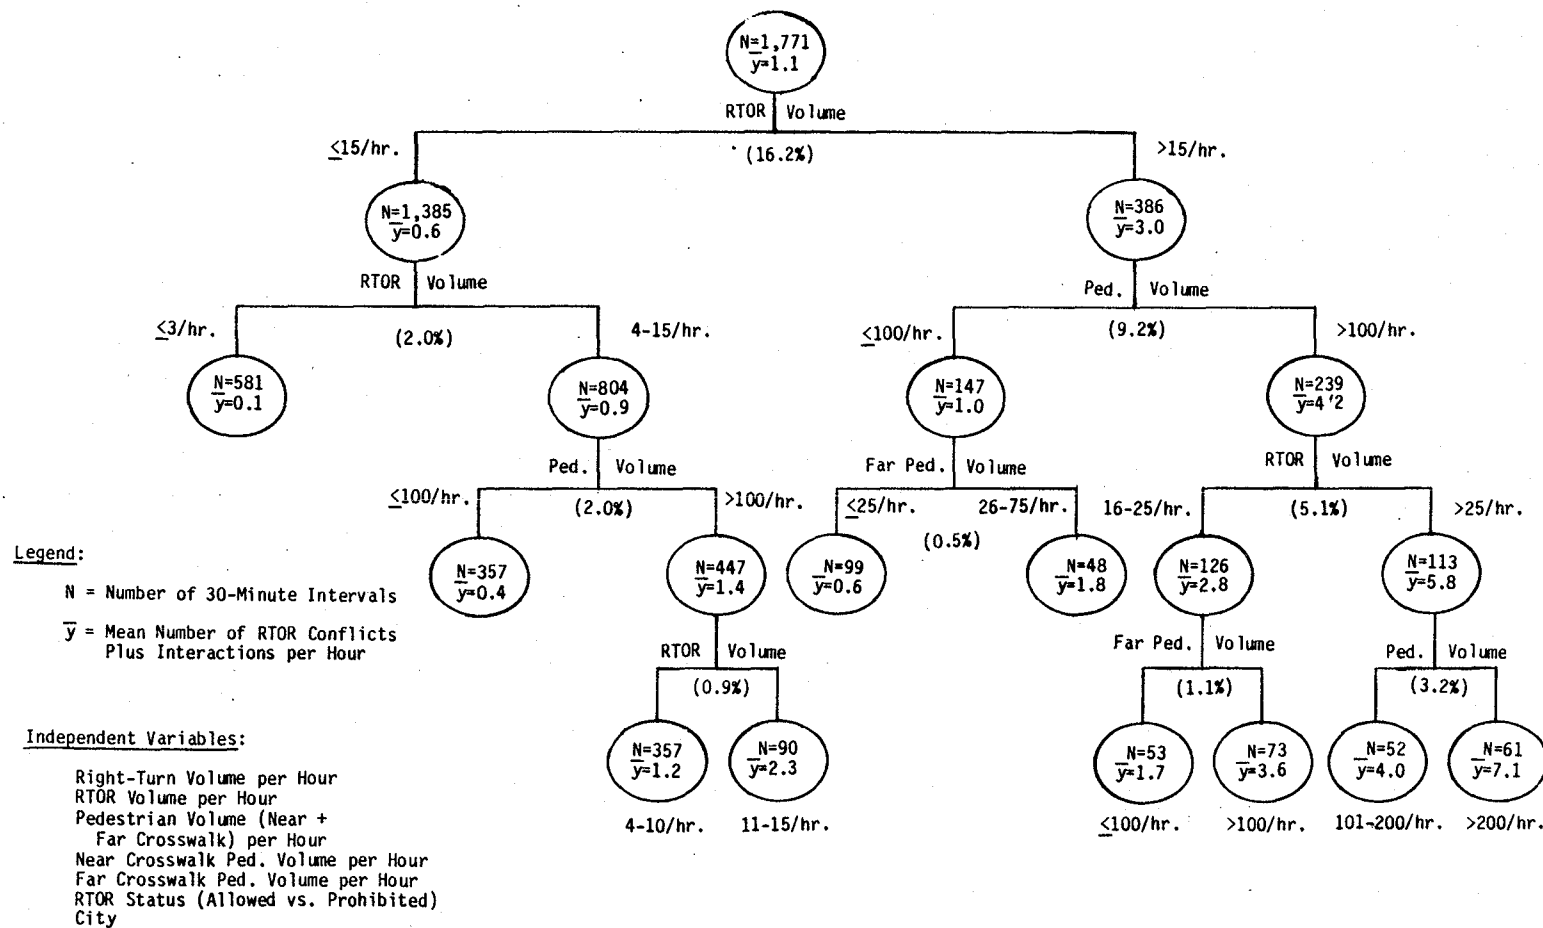 N=1,771
y=1.1
RTOR Volume
≤15/hr.
(16.2%)
>15/hr.
N=1,385
y=0.6
N=386
y=3.0
RTOR Volume
Ped. Volume
≤3/hr.
(2.0%)
4-15/hr.
≤100/hr.
(9.2%)
>100/hr.
N=581
y=0.1
N=804
y=0.9
N=147
y=1.0
N=239
y=4'2
Ped. Volume
Far Ped. Volume
RTOR Volume
≤100/hr.
(2.0%)
>100/hr.
≤25/hr.
(0.5%)
26-75/hr.
16-25/hr.
(5.1%)
>25/hr.
N=357
y=0.4
N=447
y=1.4
N=99
y=0.6
N=48
y=1.8
N=126
y=2.8
N=113
y=5.8
RTOR Volume
Far Ped. Volume
Ped. Volume
(0.9%)
(1.1%)
(3.2%)
N=357
y=1.2
N=90
y=2.3
N=53
y=1.7
N=73
y=3.6
N=52
y=4.0
N=61
y=7.1
4-10/hr.
11-15/hr.
≤100/hr.
>100/hr.
101-200/hr.
>200/hr.
Legend:
N = Number of 30-Minute Intervals
y = Mean Number of RTOR Conflicts
Plus Interactions per Hour
Independent Variables:
Right-Turn Volume per Hour
RTOR Volume per Hour
Pedestrian Volume (Near +
Far Crosswalk) per Hour
Near Crosswalk Ped. Volume per Hour
Far Crosswalk Ped. Volume per Hour
RTOR Status (Allowed vs. Prohibited)
City